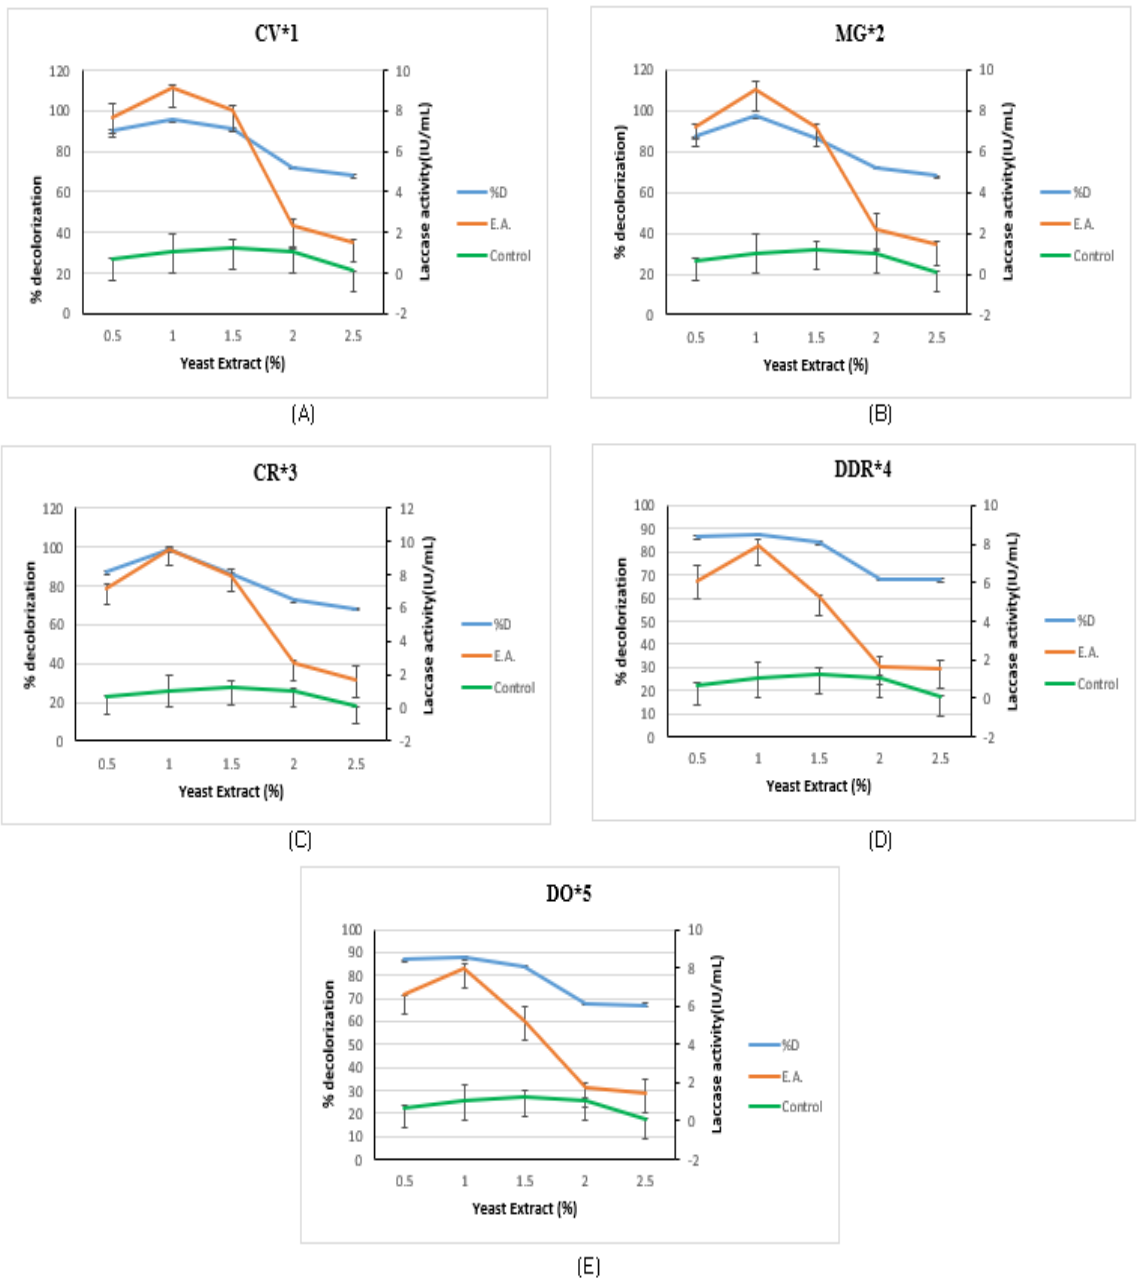 CV*1
120
100
80
60
40
20
0
10
8
6
4
2
0
-2
% decolorization
Laccase activity(IU/mL)
0.5 1 1.5 2 2.5
Yeast Extract (%)
%D
E.A.
Control
(A)
MG*2
120
100
80
60
40
20
0
10
8
6
4
2
0
-2
% decolorization)
Laccase activity(IU/mL)
0.5 1 1.5 2 2.5
Yeast Extract (%)
%D
E.A.
Control
(B)
CR*3
120
100
80
60
40
20
0
12
10
8
6
4
2
0
-2
% decolorization
Laccase activity(IU/mL)
0.5 1 1.5 2 2.5
Yeast Extract (%)
%D
E.A.
Control
(C)
DDR*4
100
90
80
70
60
50
40
30
20
10
0
10
8
6
4
2
0
-2
% decolorization
Laccase activity(IU/mL)
0.5 1 1.5 2 2.5
Yeast Extract (%)
%D
E.A.
Control
(D)
DO*5
100
90
80
70
60
50
40
30
20
10
0
10
8
6
4
2
0
-2
% decolorization
Laccase activity(IU/mL)
0.5 1 1.5 2 2.5
Yeast Extract (%)
%D
E.A.
Control
(E)